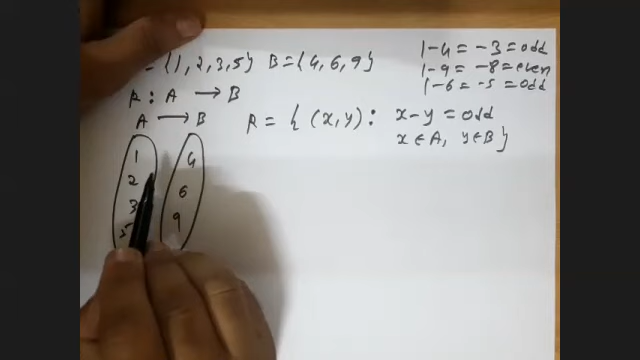 = {1, 2, 3, 5} B = {4, 6, 9}
R : A → B
A → B
1
2
3
5
4
6
9
R = { (x, y) : x - y = odd
x ∈ A, y ∈ B }
1 - 4 = - 3 = odd
1 - 9 = - 8 = even
1 - 6 = - 5 = odd